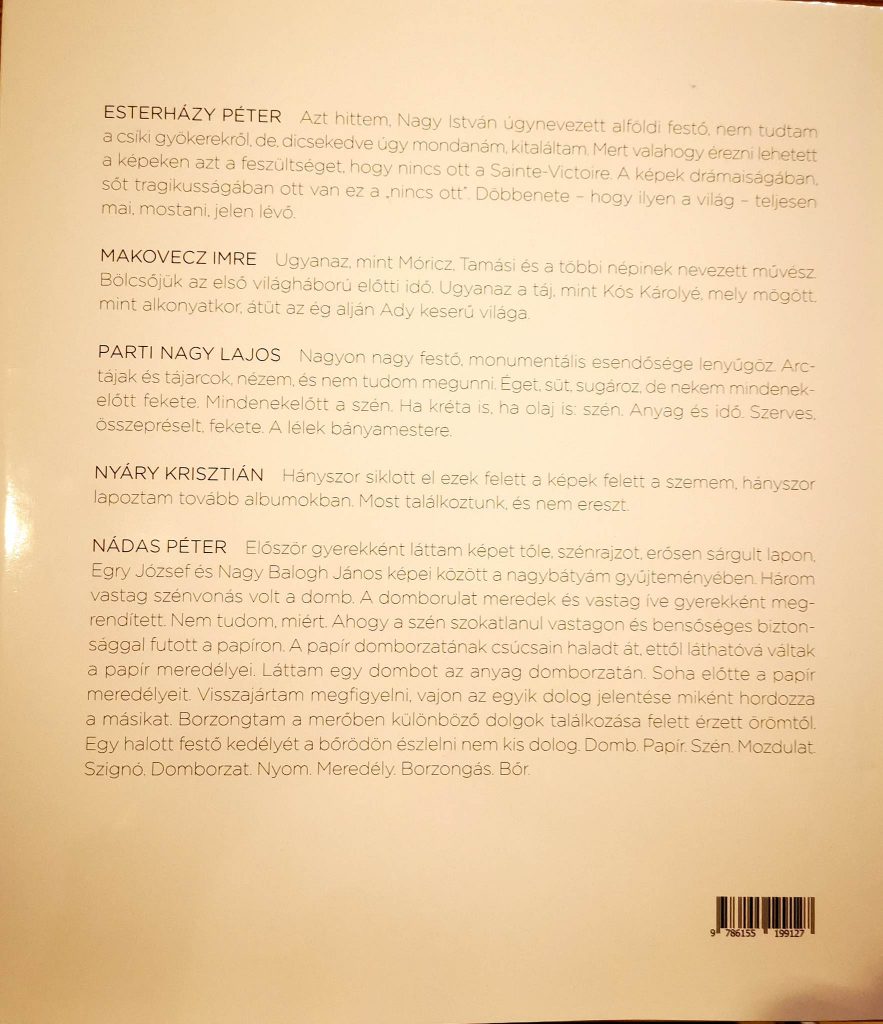 ESTERHÁZY PÉTER Azt hittem, Nagy István úgynevezett alföldi festő, nem tudtam
a csíki gyökerekről, de, dicsekedve úgy mondanám, kitaláltam. Mert valahogy érezni lehetett
a képeken azt a feszültséget, hogy nincs ott a Sainte-Victoire. A képek drámaiságában,
sőt tragikusságában ott van ez a „nincs ott”. Döbbenete – hogy ilyen a világ – teljesen
mai, mostani, jelen lévő.
MAKOVECZ IMRE Ugyanaz, mint Móricz, Tamási és a többi népinek nevezett művész.
Bölcsőjük az első világháború előtti idő. Ugyanaz a táj, mint Kós Károlyé, mely mögött,
mint alkonyatkor, átüt az ég alján Ady keserű világa.
PARTI NAGY LAJOS Nagyon nagy festő, monumentális esendősége lenyűgöz. Arc-
tájak és tájarcok, nézem, és nem tudom megunni. Éget, süt, sugároz, de nekem mindenek-
előtt fekete. Mindenekelőtt a szén. Ha kréta is, ha olaj is: szén. Anyag és idő. Szerves,
összepréselt, fekete. A lélek bányamestere.
NYÁRY KRISZTIÁN Hányszor siklott el ezek felett a képek felett a szemem, hányszor
lapoztam tovább albumokban. Most találkoztunk, és nem ereszt.
NÁDAS PÉTER Először gyerekként láttam képet tőle, szénrajzot, erősen sárgult lapon,
Egry József és Nagy Balogh János képei között a nagybátyám gyűjteményében. Három
vastag szénvonás volt a domb. A domborulat meredek és vastag íve gyerekként meg-
rendített. Nem tudom, miért. Ahogy a szén szokatlanul vastagon és bensőséges bizton-
sággal futott a papíron. A papír domborzatának csúcsain haladt át, ettől láthatóvá váltak
a papír meredélyei. Láttam egy dombot az anyag domborzatán. Soha előtte a papír
meredélyeit. Visszajártam megfigyelni, vajon az egyik dolog jelentése miként hordozza
a másikat. Borzongtam a merőben különböző dolgok találkozása felett érzett örömtől.
Egy halott festő kedélyét a bőrödön észlelni nem kis dolog. Domb. Papír. Szén. Mozdulat.
Szignó. Domborzat. Nyom. Meredély. Borzongás. Bőr.
9 786155 199127